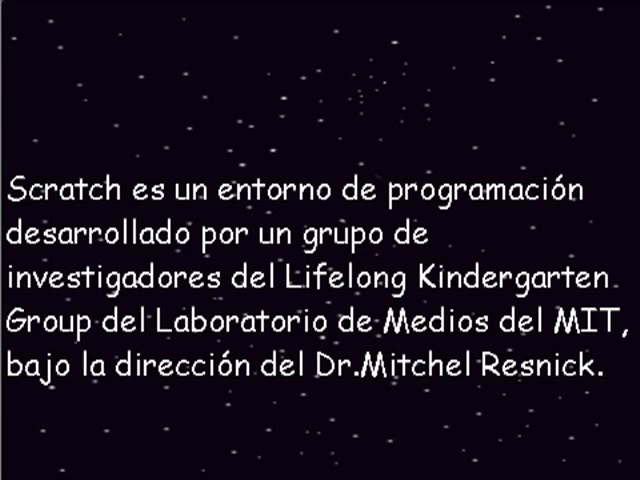 Scratch es un entorno de programación
desarrollado por un grupo de
investigadores del Lifelong Kindergarten
Group del Laboratorio de Medios del MIT,
bajo la dirección del Dr.Mitchel Resnick.